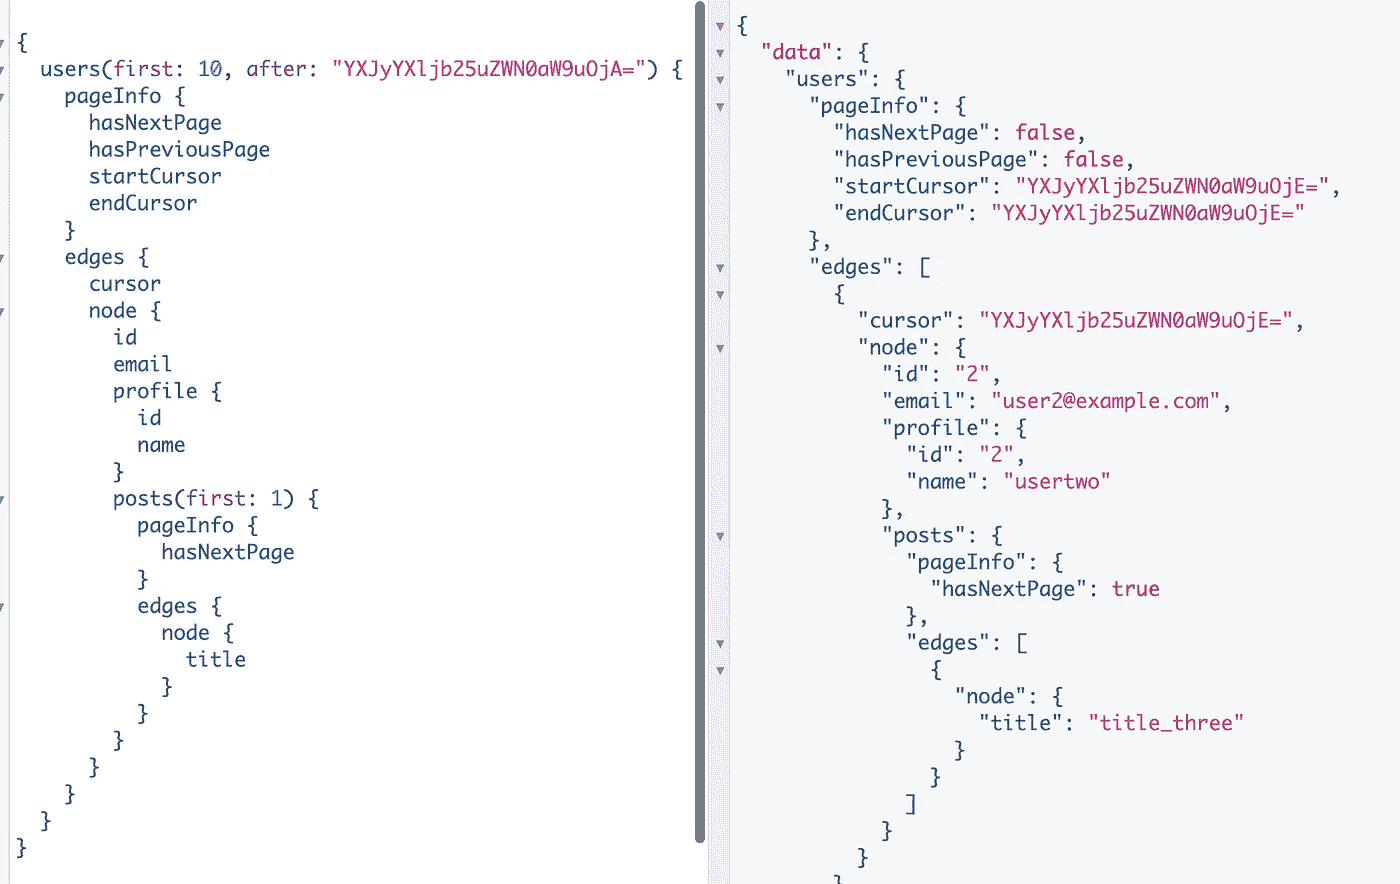 {
  users(first: 10, after: "YXJyYXljb25uZWN0aW9uOjA=") {
    pageInfo {
      hasNextPage
      hasPreviousPage
      startCursor
      endCursor
    }
    edges {
      cursor
      node {
        id
        email
        profile {
          id
          name
        }
        posts(first: 1) {
          pageInfo {
            hasNextPage
          }
          edges {
            node {
              title
            }
          }
        }
      }
    }
  }
}
{
  "data": {
    "users": {
      "pageInfo": {
        "hasNextPage": false,
        "hasPreviousPage": false,
        "startCursor": "YXJyYXljb25uZWN0aW9uOjE=",
        "endCursor": "YXJyYXljb25uZWN0aW9uOjE="
      },
      "edges": [
        {
          "cursor": "YXJyYXljb25uZWN0aW9uOjE=",
          "node": {
            "id": "2",
            "email": "user2@example.com",
            "profile": {
              "id": "2",
              "name": "usertwo"
            },
            "posts": {
              "pageInfo": {
                "hasNextPage": true
              },
              "edges": [
                {
                  "node": {
                    "title": "title_three"
                  }
                }
              ]
            }
          }
        }